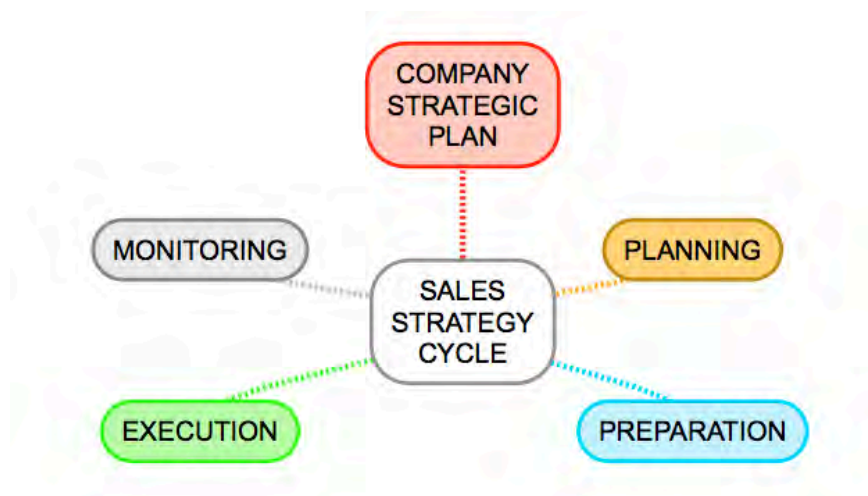 COMPANY
STRATEGIC
PLAN
MONITORING
PLANNING
SALES
STRATEGY
CYCLE
EXECUTION
PREPARATION